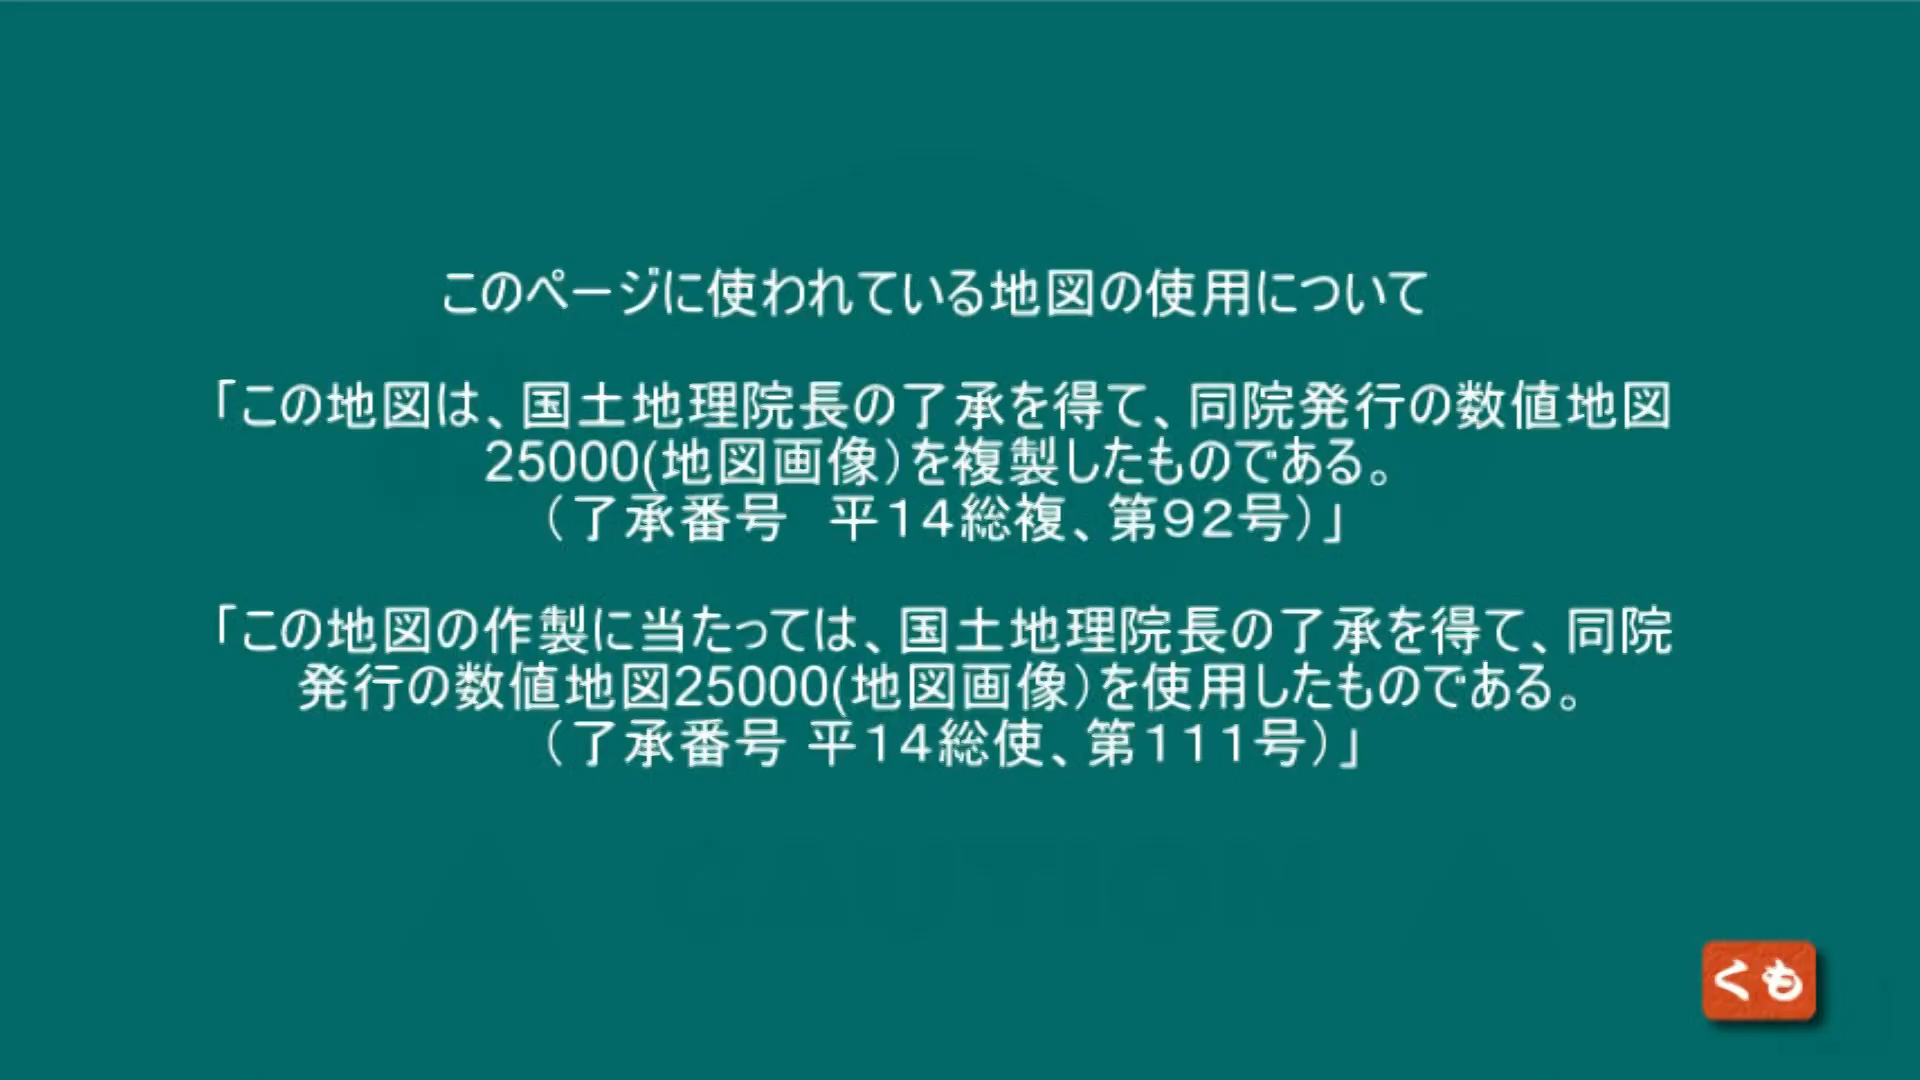 このページに使われている地図の使用について
「この地図は、国土地理院長の了承を得て、同院発行の数値地図
25000(地図画像）を複製したものである。
（了承番号　平１４総複、第９２号）」
「この地図の作製に当たっては、国土地理院長の了承を得て、同院
発行の数値地図25000(地図画像）を使用したものである。
（了承番号 平１４総使、第１１１号）」
くも